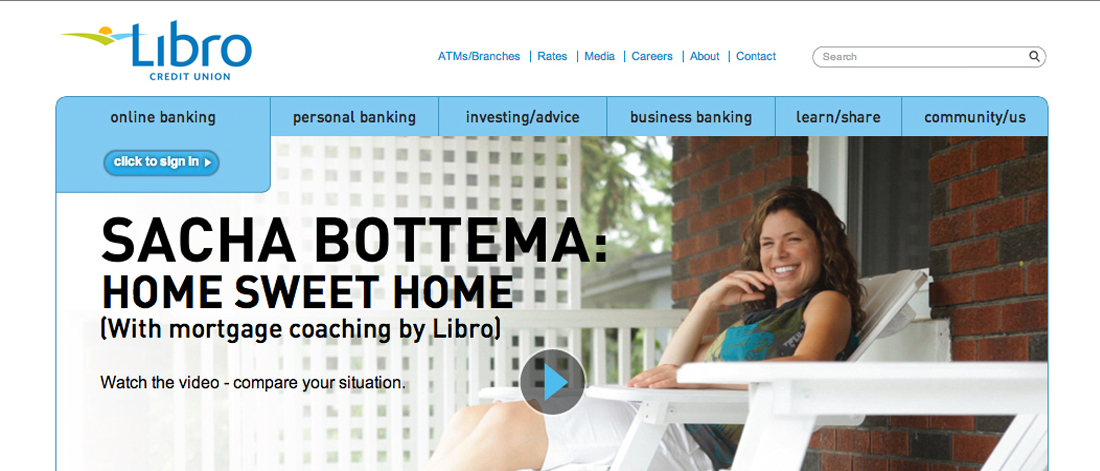 Libro
CREDIT UNION
ATMs/Branches | Rates | Media | Careers | About | Contact
Search
online banking
personal banking
investing/advice
business banking
learn/share
community/us
click to sign in
SACHA BOTTEMA:
HOME SWEET HOME
(With mortgage coaching by Libro)
Watch the video - compare your situation.